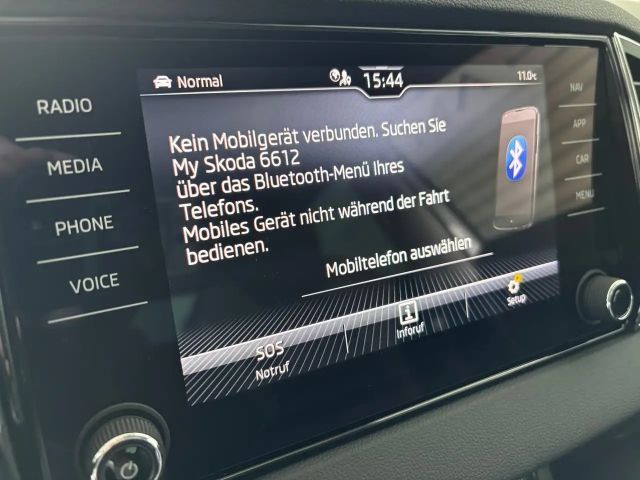 Normal
15:44
11.0°C
RADIO
MEDIA
PHONE
VOICE
Kein Mobilgerät verbunden. Suchen Sie
My Skoda 6612
über das Bluetooth-Menü Ihres
Telefons.
Mobiles Gerät nicht während der Fahrt
bedienen.
Mobiltelefon auswählen
SOS
Notruf
i
Inforuf
Setup
NAV
APP
CAR
MENU